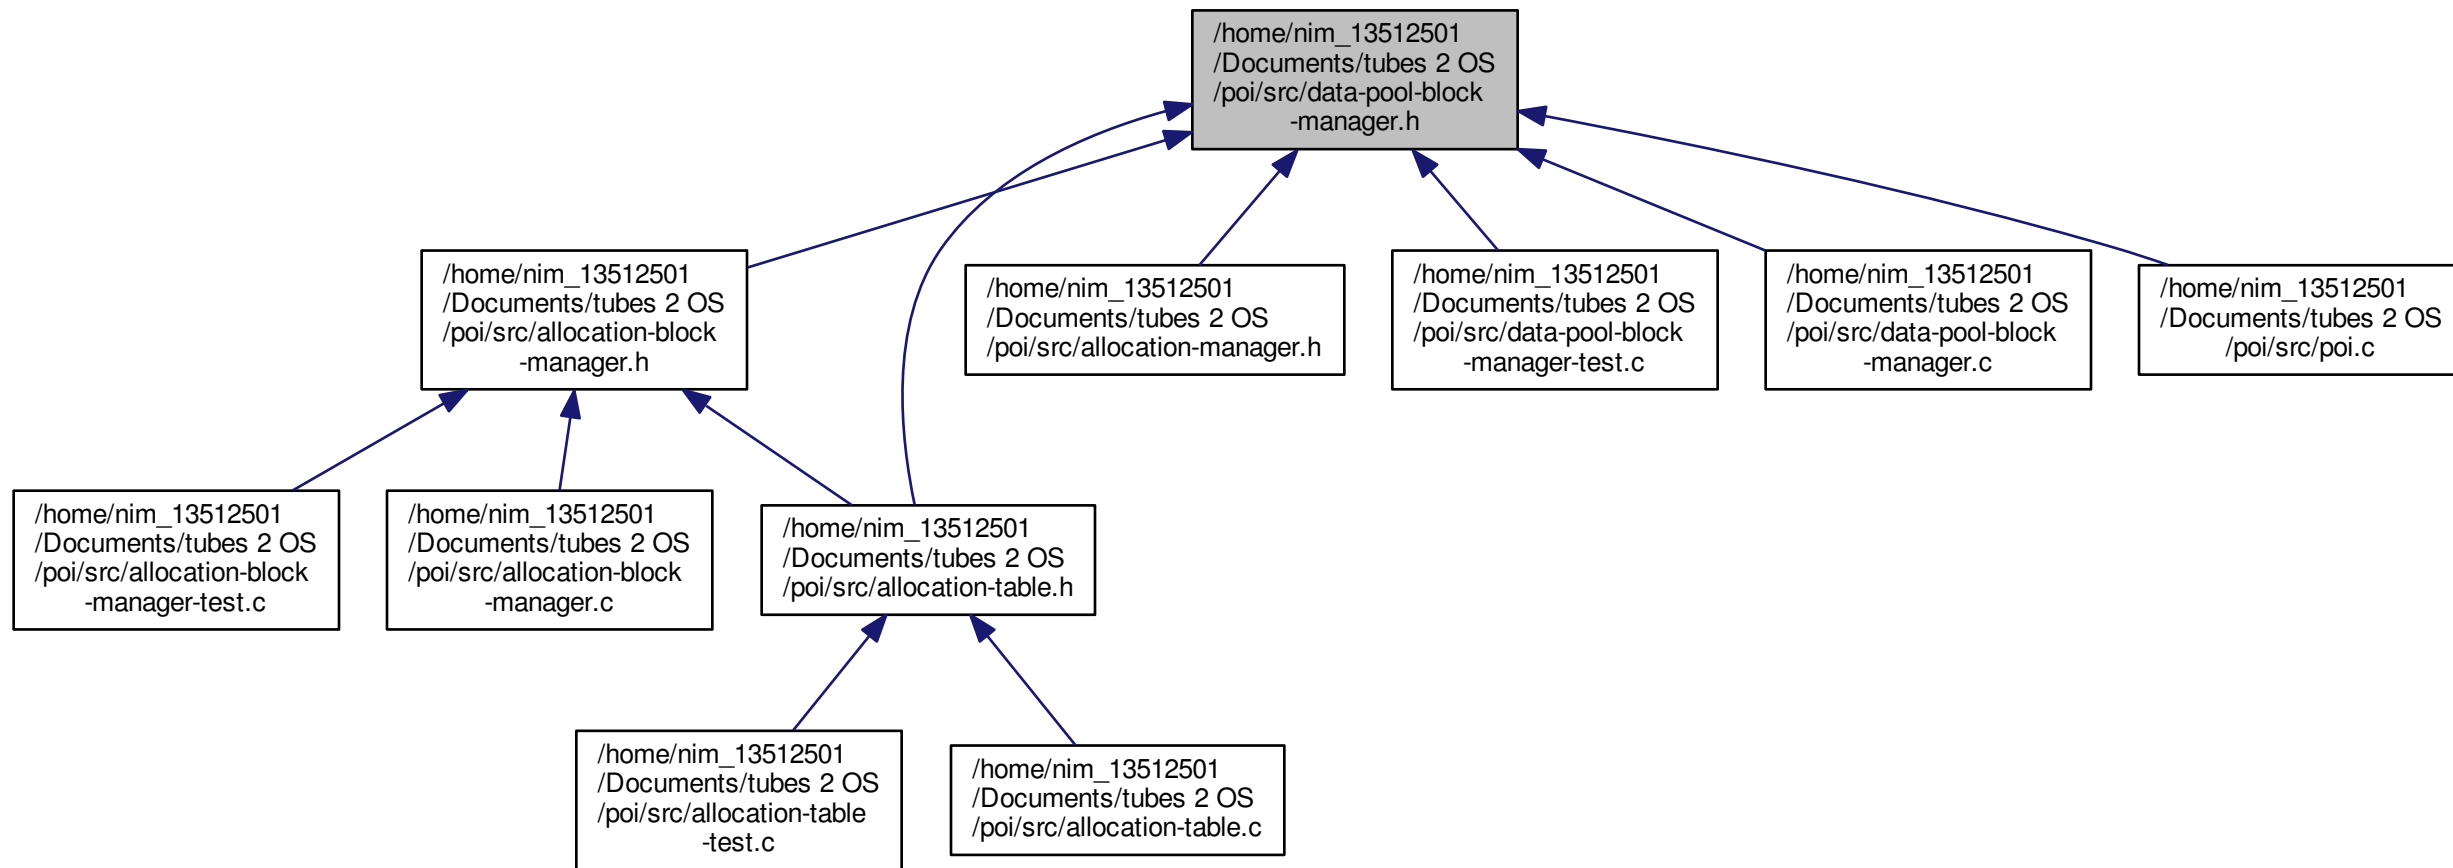 /home/nim_13512501
/Documents/tubes 2 OS
/poi/src/data-pool-block
-manager.h
/home/nim_13512501
/Documents/tubes 2 OS
/poi/src/allocation-block
-manager.h
/home/nim_13512501
/Documents/tubes 2 OS
/poi/src/allocation-manager.h
/home/nim_13512501
/Documents/tubes 2 OS
/poi/src/data-pool-block
-manager-test.c
/home/nim_13512501
/Documents/tubes 2 OS
/poi/src/data-pool-block
-manager.c
/home/nim_13512501
/Documents/tubes 2 OS
/poi/src/poi.c
/home/nim_13512501
/Documents/tubes 2 OS
/poi/src/allocation-block
-manager-test.c
/home/nim_13512501
/Documents/tubes 2 OS
/poi/src/allocation-block
-manager.c
/home/nim_13512501
/Documents/tubes 2 OS
/poi/src/allocation-table.h
/home/nim_13512501
/Documents/tubes 2 OS
/poi/src/allocation-table
-test.c
/home/nim_13512501
/Documents/tubes 2 OS
/poi/src/allocation-table.c